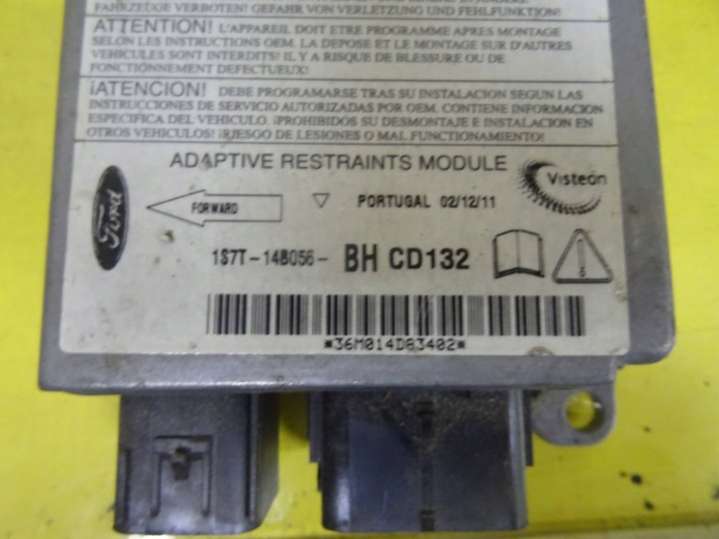 FAHRZEUGE VERBOTEN! GEFAHR VON VERLETZUNG UND FEHLFUNKTION!
ATTENTION! L'APPAREIL DOIT ETRE PROGRAMME APRES MONTAGE
SELON LES INSTRUCTIONS OEM. LA DEPOSE ET LE MONTAGE SUR D'AUTRES
VEHICULES SONT INTERDITS! IL Y A RISQUE DE BLESSURE OU DE
FONCTIONNEMENT DEFECTUEUX!
¡ATENCION! DEBE PROGRAMARSE TRAS SU INSTALACION SEGUN LAS
INSTRUCCIONES DE SERVICIO AUTORIZADAS POR OEM. CONTIENE INFORMACION
ESPECIFICA DEL VEHICULO. ¡PROHIBIDOS SU DESMONTAJE E INSTALACION EN
OTROS VEHICULOS! ¡RIESGO DE LESIONES O MAL FUNCIONAMIENTO!
ADAPTIVE RESTRAINTS MODULE
Visteon
Ford
FORWARD
PORTUGAL 02/12/11
1S7T-14B056- BH CD132
*36M014D83402*